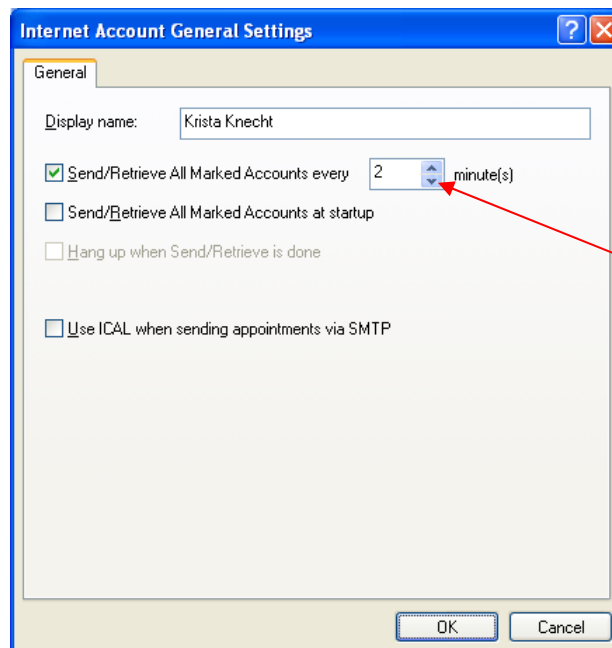 Internet Account General Settings
General
Display name: Krista Knecht
Send/Retrieve All Marked Accounts every 2 minute(s)
Send/Retrieve All Marked Accounts at startup
Hang up when Send/Retrieve is done
Use ICAL when sending appointments via SMTP
OK Cancel